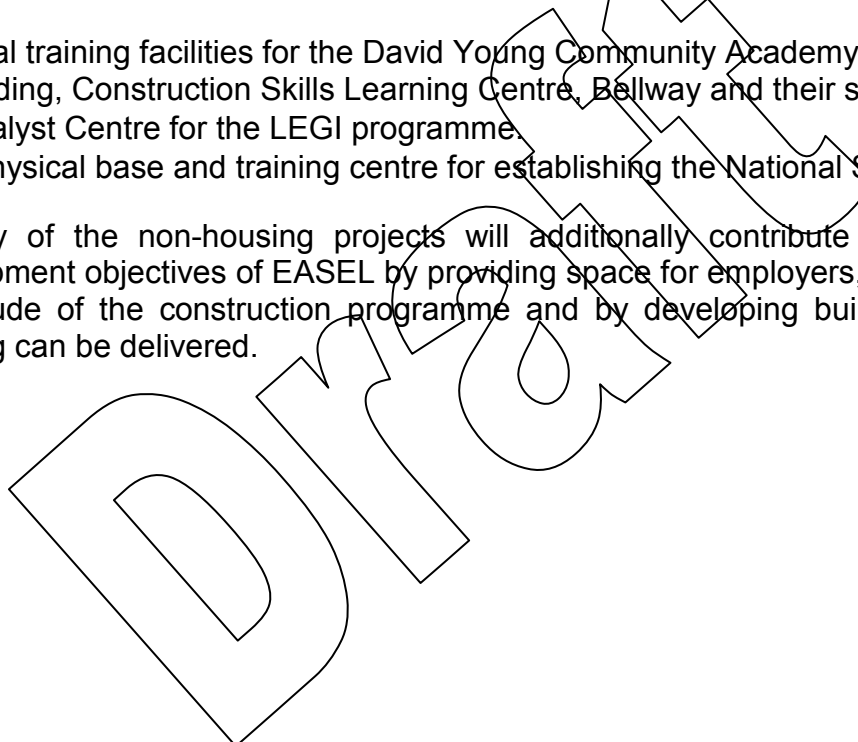 al training facilities for the David Young Community Academy
ding, Construction Skills Learning Centre, Bellway and their s
alyst Centre for the LEGI programme.
hysical base and training centre for establishing the National S
y of the non-housing projects will additionally contribute
pment objectives of EASEL by providing space for employers,
ude of the construction programme and by developing bui
g can be delivered.
Draft